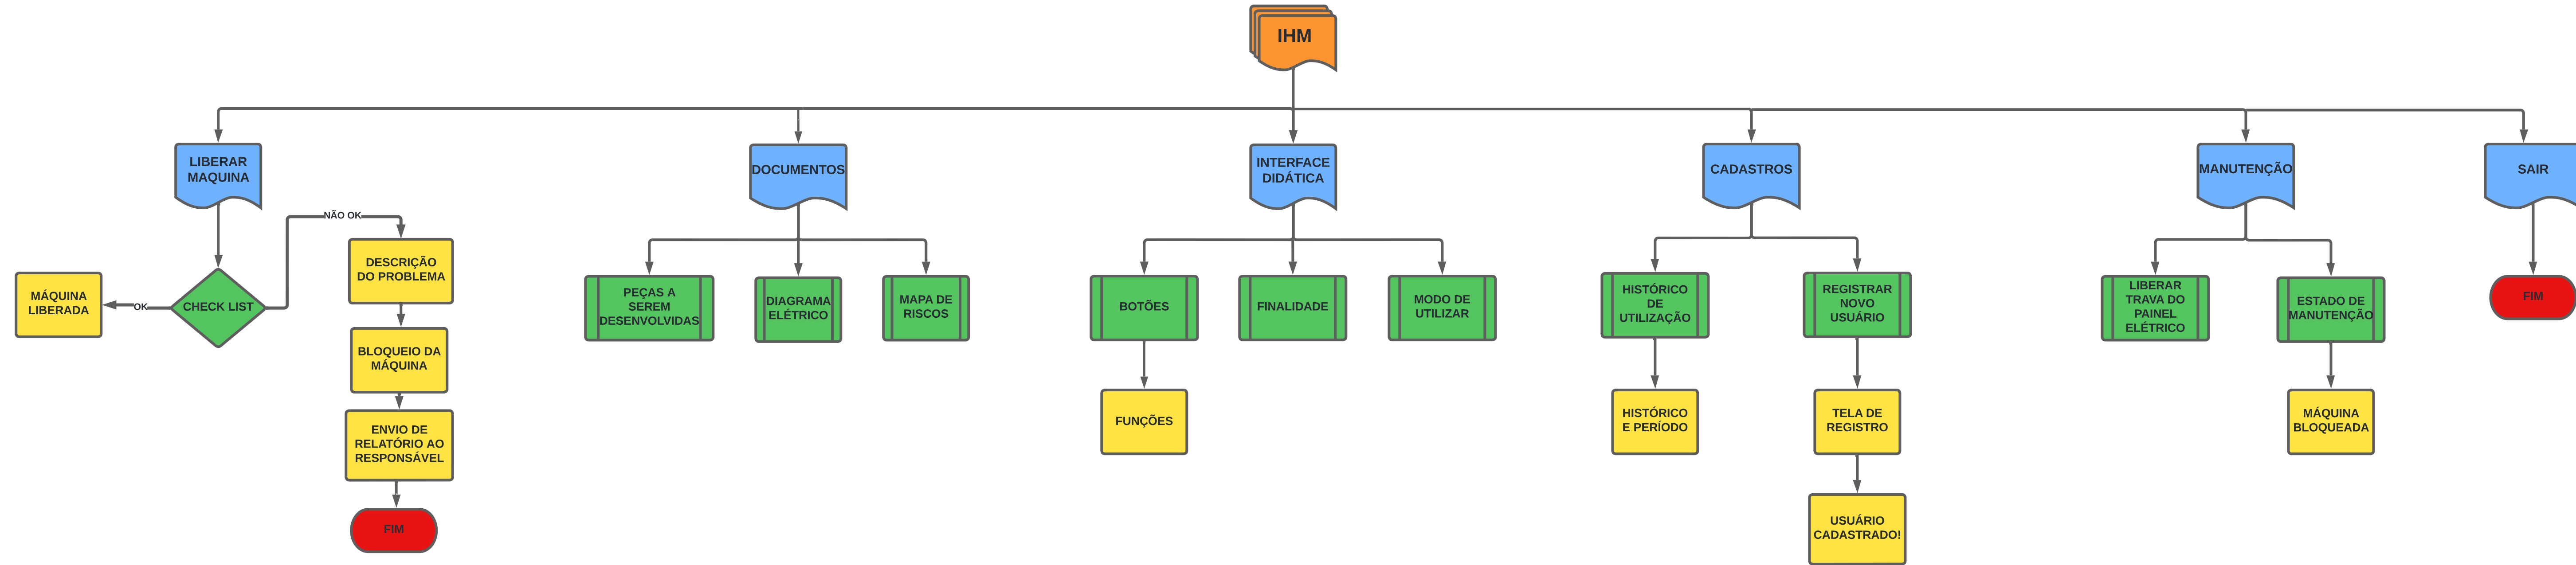 IHM
LIBERAR
MAQUINA
DOCUMENTOS
INTERFACE
DIDÁTICA
CADASTROS
MANUTENÇÃO
SAIR
NÃO OK
DESCRIÇÃO
DO PROBLEMA
MÁQUINA
LIBERADA
OK
CHECK LIST
PEÇAS A
SEREM
DESENVOLVIDAS
DIAGRAMA
ELÉTRICO
MAPA DE
RISCOS
BOTÕES
FINALIDADE
MODO DE
UTILIZAR
HISTÓRICO
DE
UTILIZAÇÃO
REGISTRAR
NOVO
USUÁRIO
LIBERAR
TRAVA DO
PAINEL
ELÉTRICO
ESTADO DE
MANUTENÇÃO
FIM
BLOQUEIO DA
MÁQUINA
ENVIO DE
RELATÓRIO AO
RESPONSÁVEL
FUNÇÕES
HISTÓRICO
E PERÍODO
TELA DE
REGISTRO
MÁQUINA
BLOQUEADA
FIM
USUÁRIO
CADASTRADO!